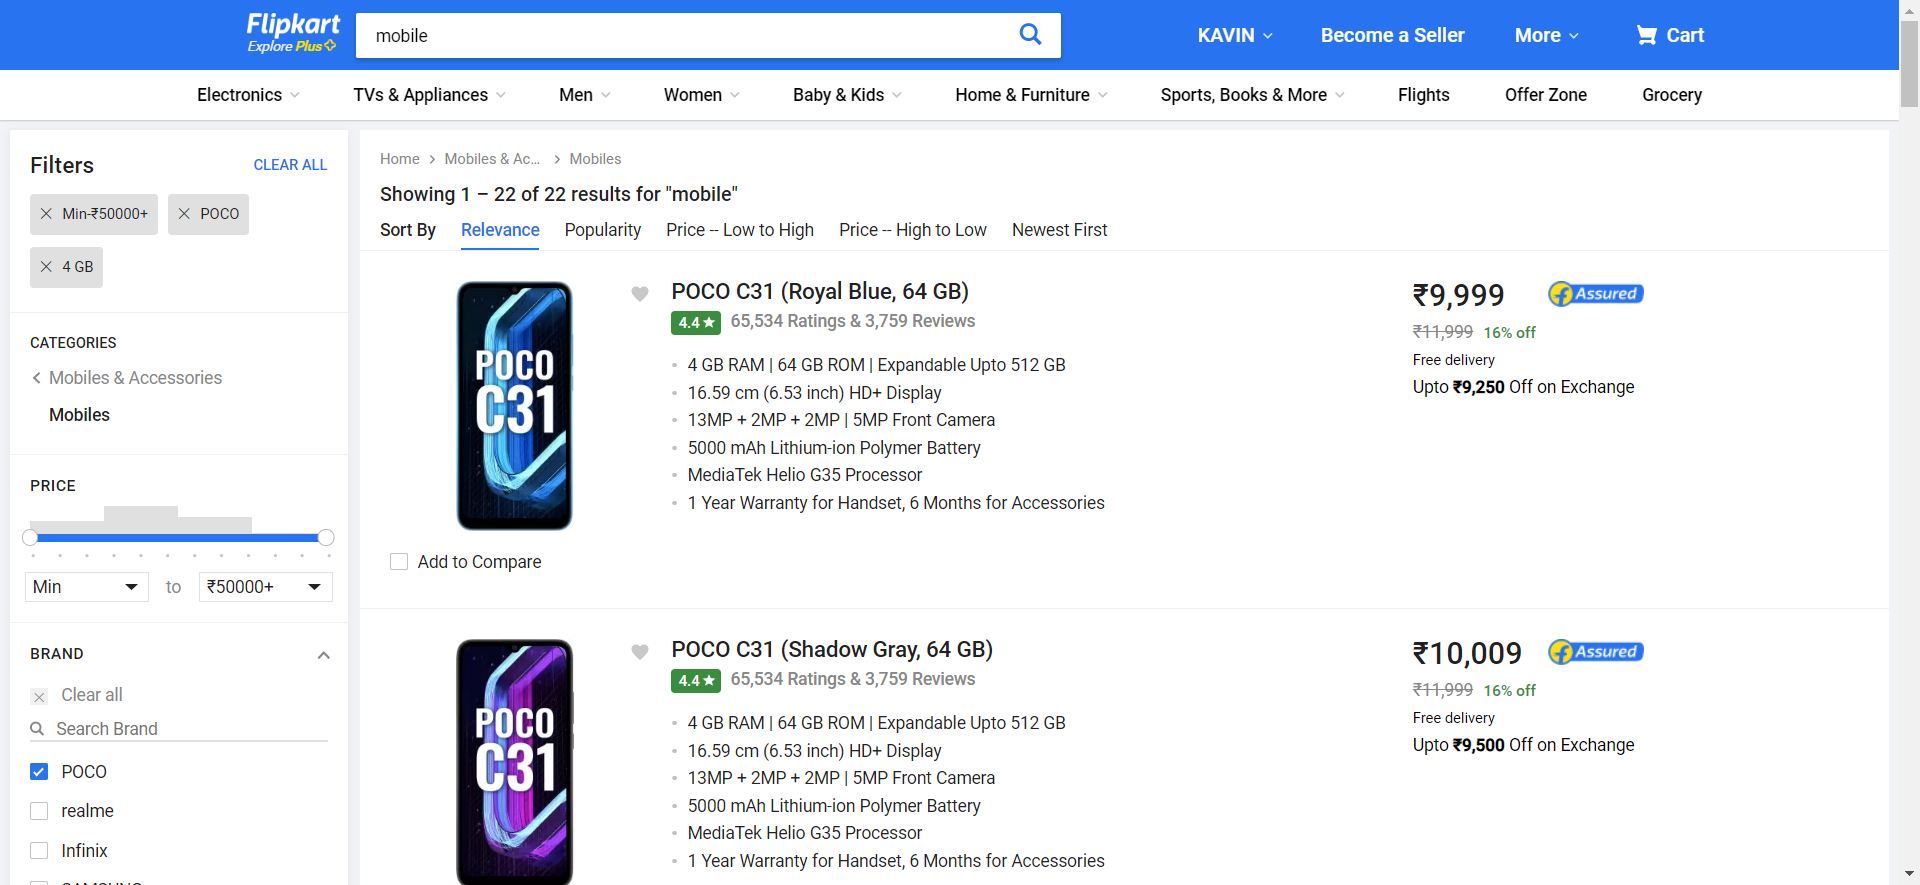 Flipkart
Explore Plus
mobile
KAVIN
Become a Seller
More
Cart
Electronics
TVs & Appliances
Men
Women
Baby & Kids
Home & Furniture
Sports, Books & More
Flights
Offer Zone
Grocery
Filters
CLEAR ALL
Min-₹50000+
POCO
4 GB
CATEGORIES
Mobiles & Accessories
Mobiles
PRICE
Min
to
₹50000+
BRAND
Clear all
Search Brand
POCO
realme
Infinix
SAMSUNG
Home
Mobiles & Ac...
Mobiles
Showing 1 – 22 of 22 results for "mobile"
Sort By
Relevance
Popularity
Price -- Low to High
Price -- High to Low
Newest First
POCO
C31
Add to Compare
POCO C31 (Royal Blue, 64 GB)
4.4★ 65,534 Ratings & 3,759 Reviews
4 GB RAM | 64 GB ROM | Expandable Upto 512 GB
16.59 cm (6.53 inch) HD+ Display
13MP + 2MP + 2MP | 5MP Front Camera
5000 mAh Lithium-ion Polymer Battery
MediaTek Helio G35 Processor
1 Year Warranty for Handset, 6 Months for Accessories
₹9,999
Assured
₹11,999 16% off
Free delivery
Upto ₹9,250 Off on Exchange
POCO
C31
POCO C31 (Shadow Gray, 64 GB)
4.4★ 65,534 Ratings & 3,759 Reviews
4 GB RAM | 64 GB ROM | Expandable Upto 512 GB
16.59 cm (6.53 inch) HD+ Display
13MP + 2MP + 2MP | 5MP Front Camera
5000 mAh Lithium-ion Polymer Battery
MediaTek Helio G35 Processor
1 Year Warranty for Handset, 6 Months for Accessories
₹10,009
Assured
₹11,999 16% off
Free delivery
Upto ₹9,500 Off on Exchange